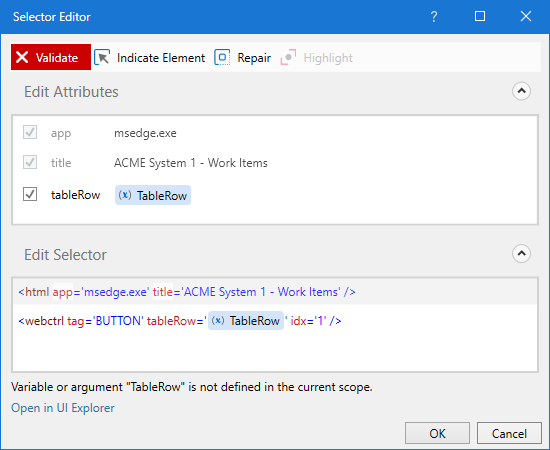 Selector Editor
Validate Indicate Element Repair Highlight
Edit Attributes
app msedge.exe
title ACME System 1 - Work Items
tableRow (x) TableRow
Edit Selector
<html app='msedge.exe' title='ACME System 1 - Work Items' />
<webctrl tag='BUTTON' tableRow=' (x) TableRow ' idx='1' />
Variable or argument "TableRow" is not defined in the current scope.
Open in UI Explorer
OK Cancel